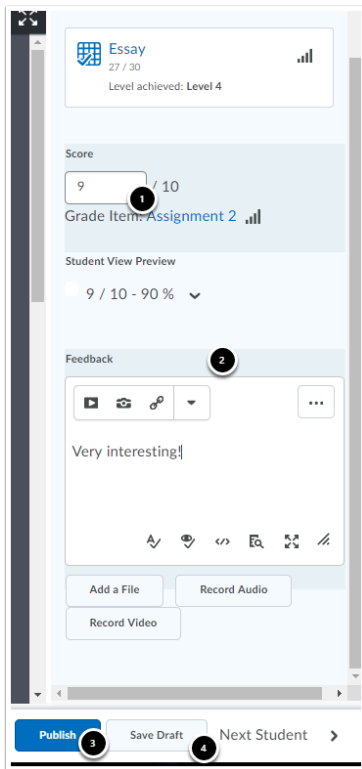 Essay
27 / 30
Level achieved: Level 4
Score
9 / 10
1
Grade Item: Assignment 2
Student View Preview
9 / 10 - 90 %
Feedback
2
Very interesting!
Add a File Record Audio
Record Video
Publish Save Draft Next Student
3 4